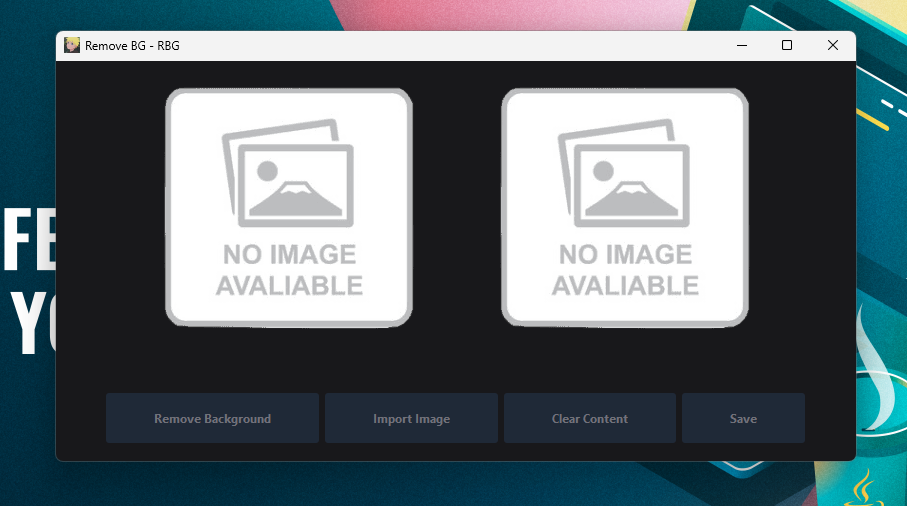 Remove BG - RBG
NO IMAGE
AVALIABLE
NO IMAGE
AVALIABLE
FE
YO
Remove Background
Import Image
Clear Content
Save